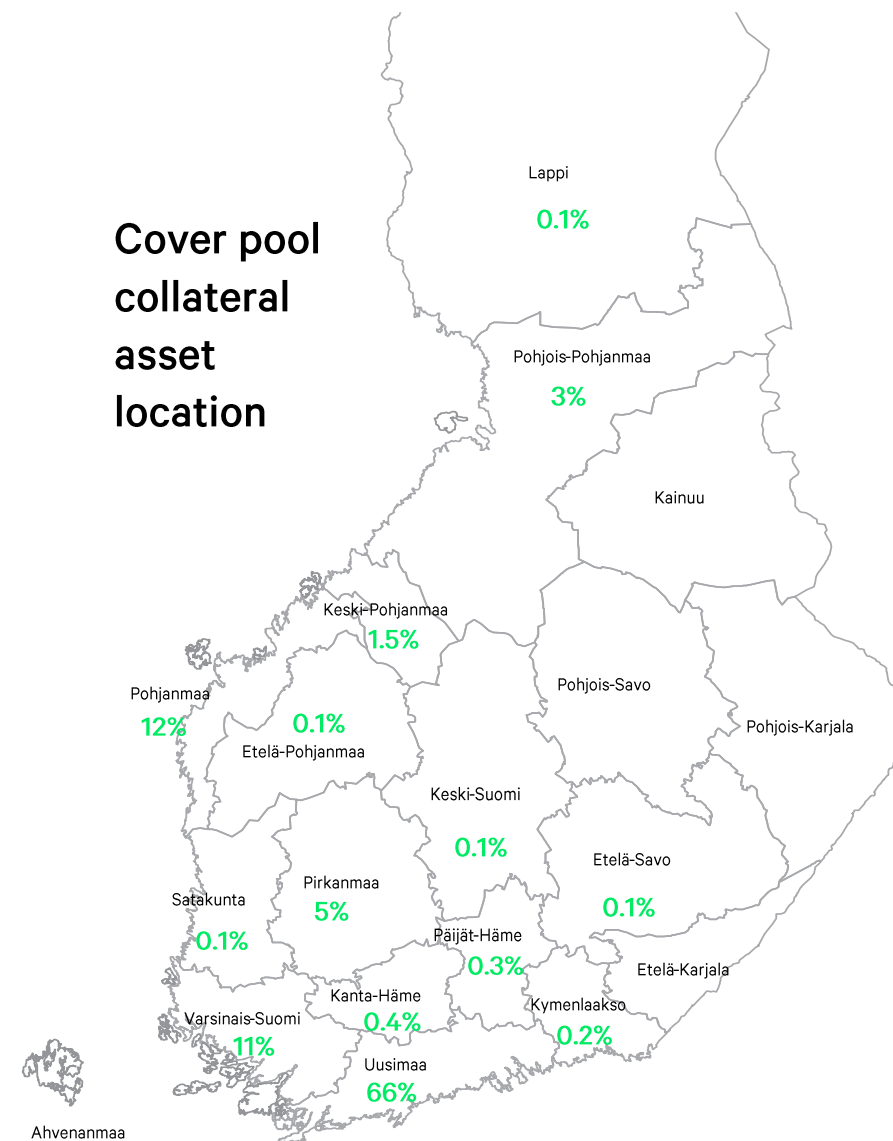 Lappi
0.1%
Cover pool
collateral
asset
location
Pohjois-Pohjanmaa
3%
Kainuu
Keski-Pohjanmaa
1.5%
Pohjois-Savo
Pohjanmaa
12%
0.1%
Etelä-Pohjanmaa
Pohjois-Karjala
Keski-Suomi
0.1%
Etelä-Savo
0.1%
Pirkanmaa
5%
Satakunta
0.1%
Päijät-Häme
0.3%
Etelä-Karjala
Kanta-Häme
0.4%
Kymenlaakso
0.2%
Varsinais-Suomi
11%
Uusimaa
66%
Ahvenanmaa